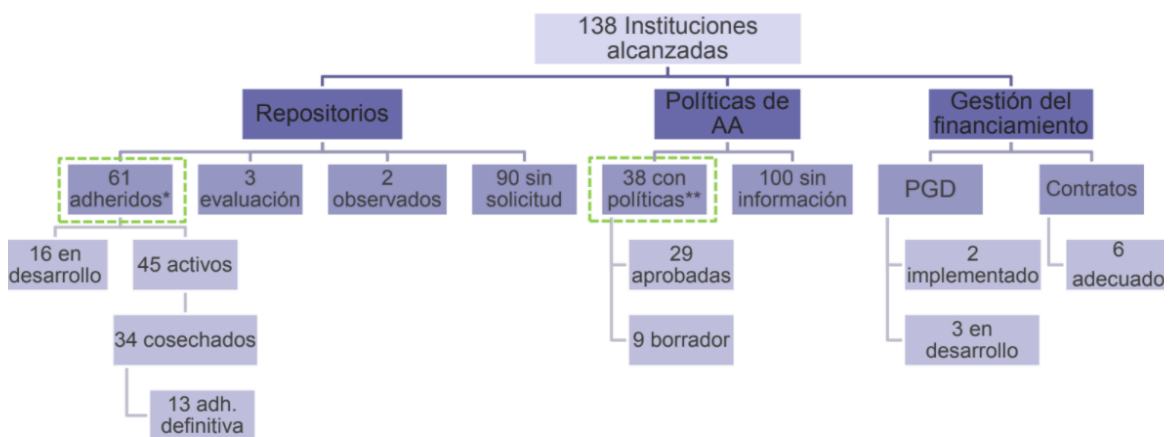 138 Instituciones
alcanzadas
Repositorios
Políticas de
AA
Gestión del
financiamiento
61
adheridos*
3
evaluación
2
observados
90 sin
solicitud
38 con
políticas**
100 sin
información
PGD
Contratos
16 en
desarrollo
45 activos
29
aprobadas
2
implementado
6
adecuado
34 cosechados
9 borrador
3 en
desarrollo
13 adh.
definitiva